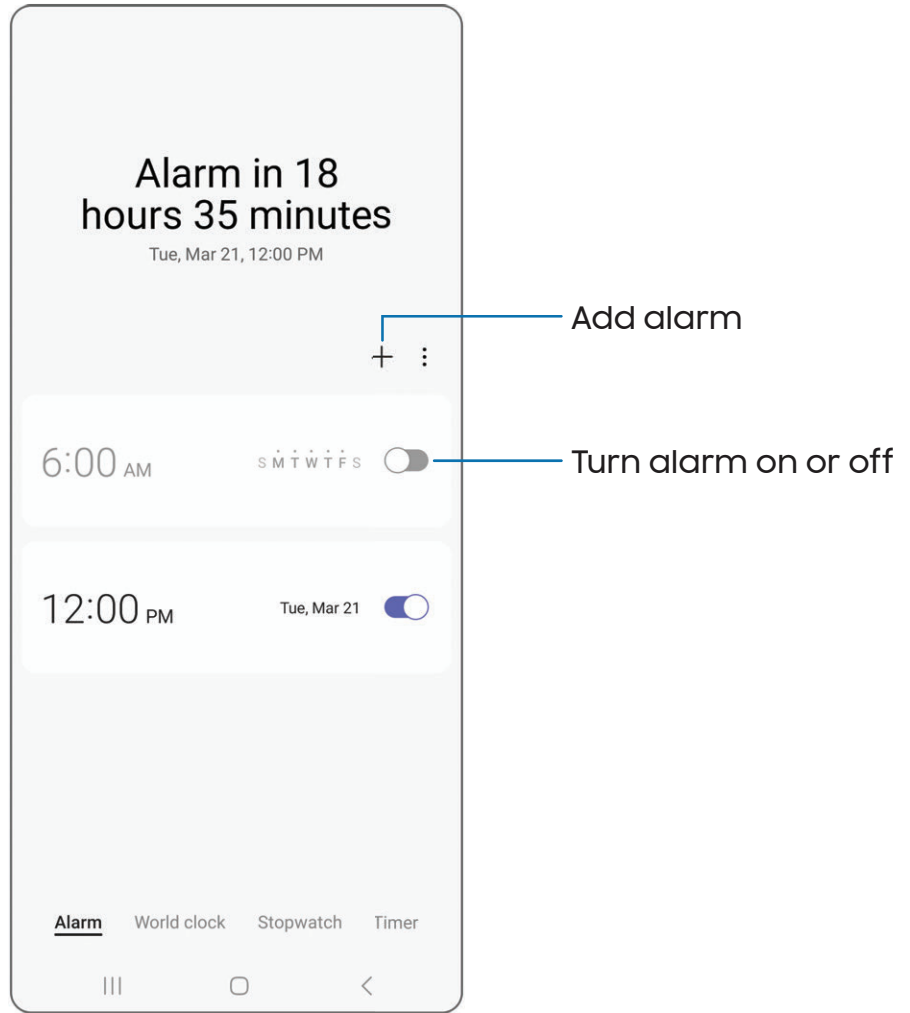 Alarm in 18
hours 35 minutes
Tue, Mar 21, 12:00 PM
Add alarm
6:00 AM S M T W T F S
Turn alarm on or off
12:00 PM Tue, Mar 21
Alarm World clock Stopwatch Timer